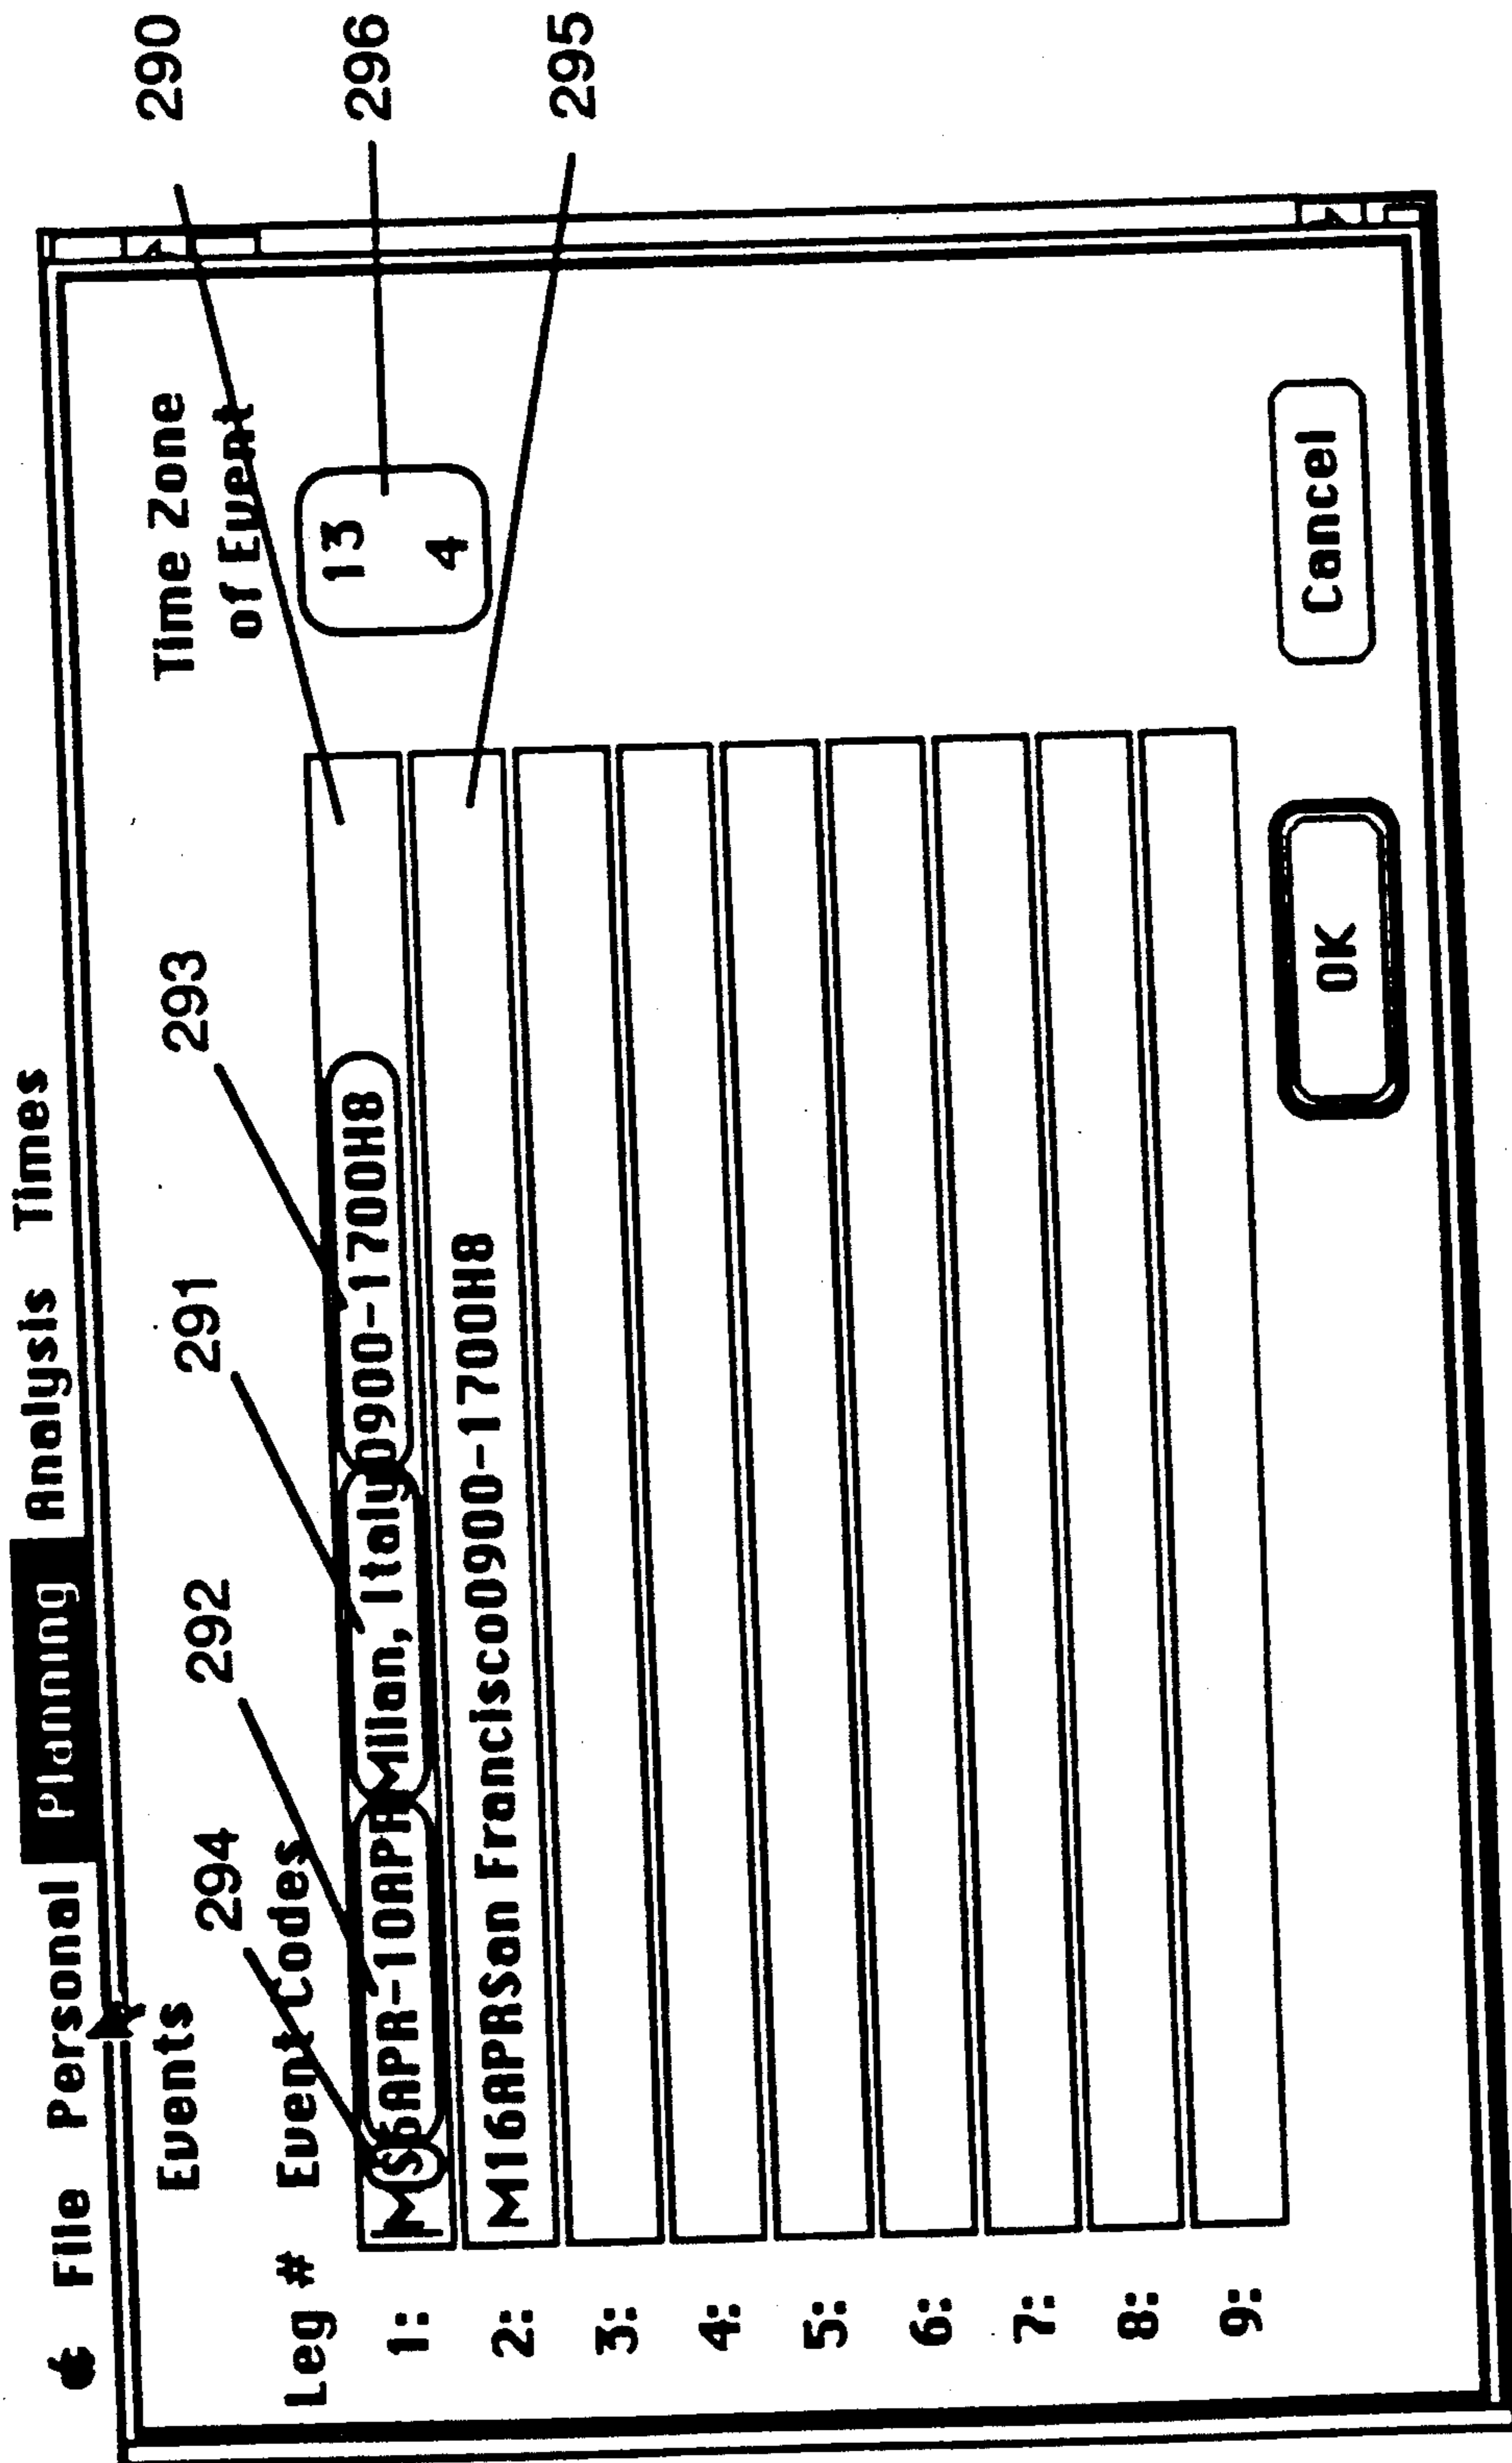 File Personal Planning Analysis Times
Events
294 292 291 293 290
296
295
Leg # Event Codes
Time Zone of Event
1: MS6APR-10APRMilan, Italy0900-1700H8 13
2: M16APRSan Francisco0900-1700H8 4
3:
4:
5:
6:
7:
8:
9:
OK Cancel